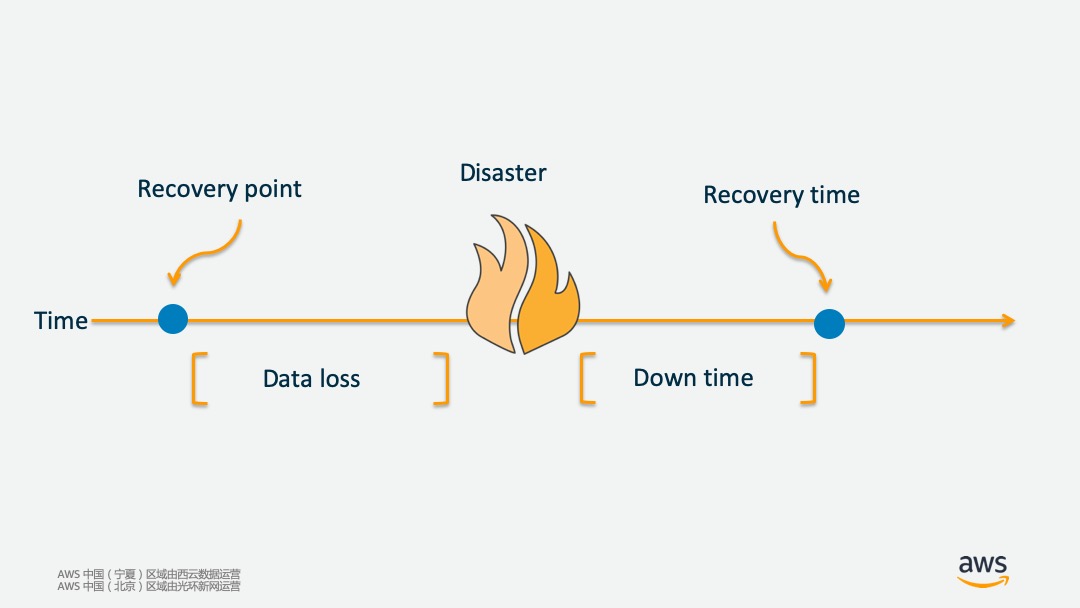 Disaster
Recovery point
Recovery time
Time
Data loss
Down time
AWS 中国（宁夏）区域由西云数据运营
AWS 中国（北京）区域由光环新网运营
aws